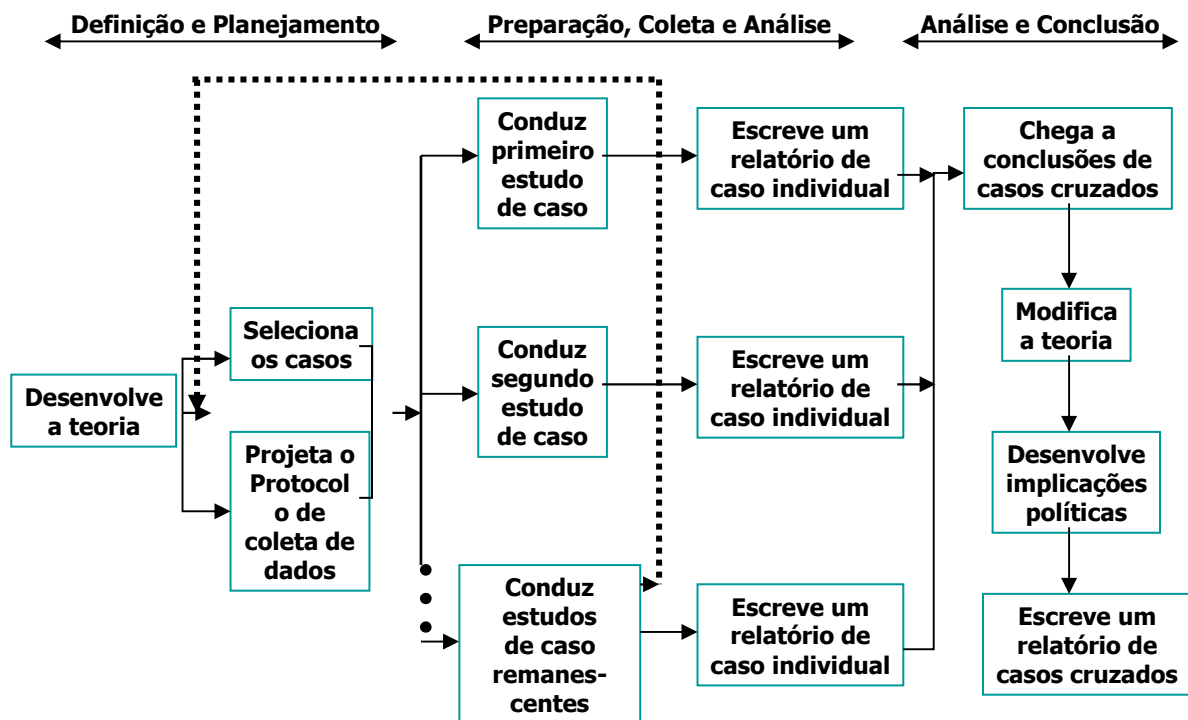 Definição e Planejamento
Preparação, Coleta e Análise
Análise e Conclusão
Desenvolve
a teoria
Seleciona
os casos
Projeta o
Protocol
o de
coleta de
dados
Conduz
primeiro
estudo
de caso
Escreve um
relatório de
caso individual
Conduz
segundo
estudo
de caso
Escreve um
relatório de
caso individual
Conduz
estudos
de caso
remanes-
centes
Escreve um
relatório de
caso individual
Chega a
conclusões de
casos cruzados
Modifica
a teoria
Desenvolve
implicações
políticas
Escreve um
relatório de
casos cruzados